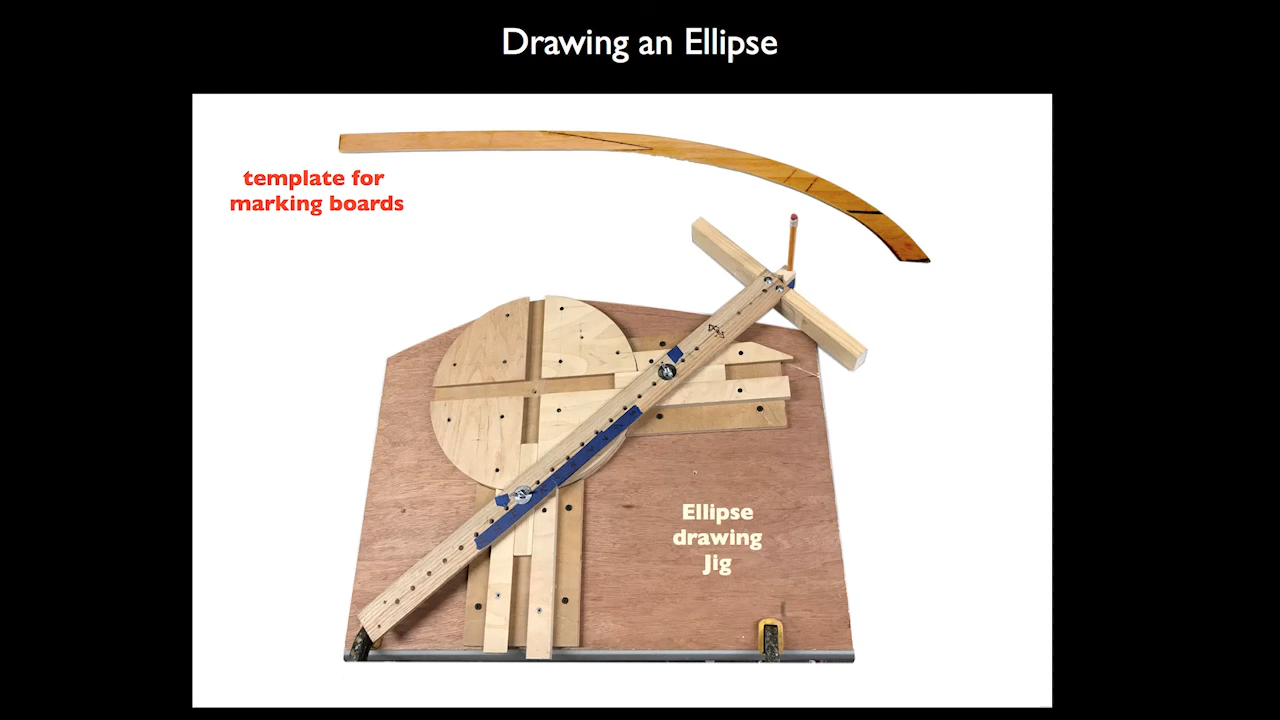 Drawing an Ellipse
template for
marking boards
Ellipse
drawing
Jig